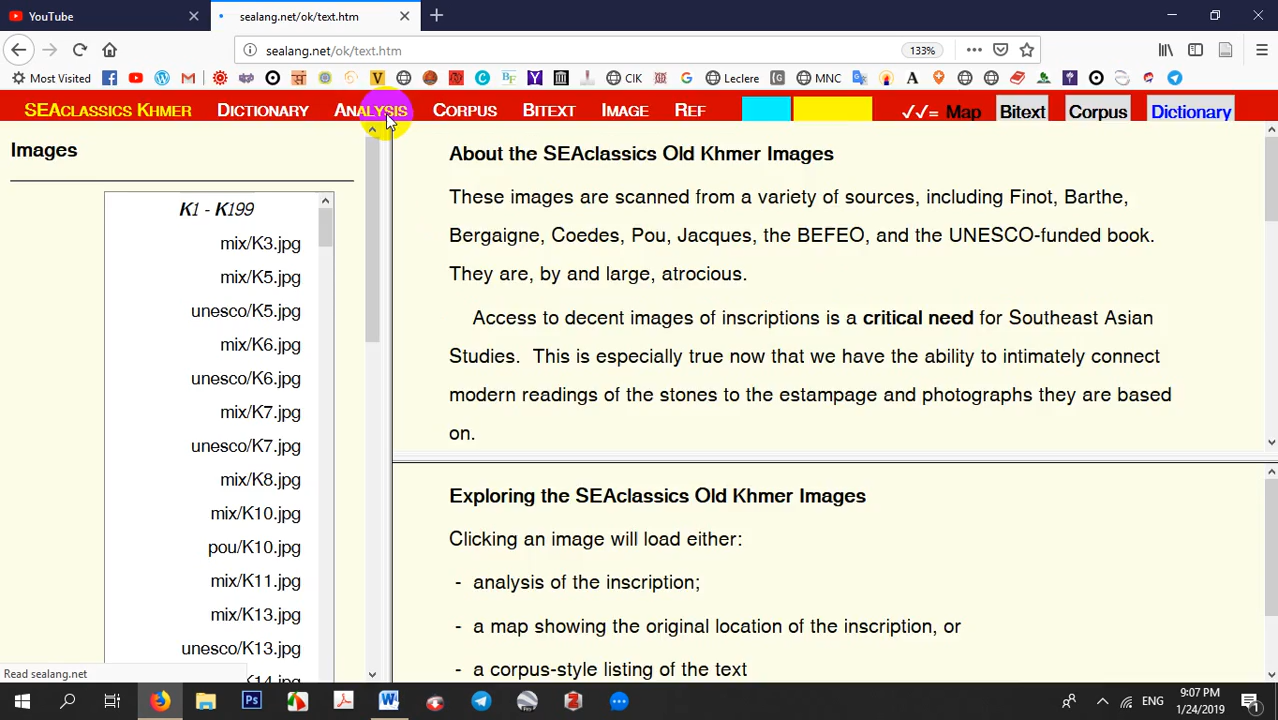 YouTube
sealang.net/ok/text.htm
sealang.net/ok/text.htm
133%
Most Visited
CIK
Leclere
MNC
SEACLASSICS KHMER
DICTIONARY
ANALYSIS
CORPUS
BITEXT
IMAGE
REF
✓✓= Map
Bitext
Corpus
Dictionary
Images
K1 - K199
mix/K3.jpg
mix/K5.jpg
unesco/K5.jpg
mix/K6.jpg
unesco/K6.jpg
mix/K7.jpg
unesco/K7.jpg
mix/K8.jpg
mix/K10.jpg
pou/K10.jpg
mix/K11.jpg
mix/K13.jpg
unesco/K13.jpg
About the SEAclassics Old Khmer Images
These images are scanned from a variety of sources, including Finot, Barthe,
Bergaigne, Coedes, Pou, Jacques, the BEFEO, and the UNESCO-funded book.
They are, by and large, atrocious.
Access to decent images of inscriptions is a critical need for Southeast Asian
Studies. This is especially true now that we have the ability to intimately connect
modern readings of the stones to the estampage and photographs they are based
on.
Exploring the SEAclassics Old Khmer Images
Clicking an image will load either:
- analysis of the inscription;
- a map showing the original location of the inscription, or
- a corpus-style listing of the text
Read sealang.net
ENG
9:07 PM
1/24/2019